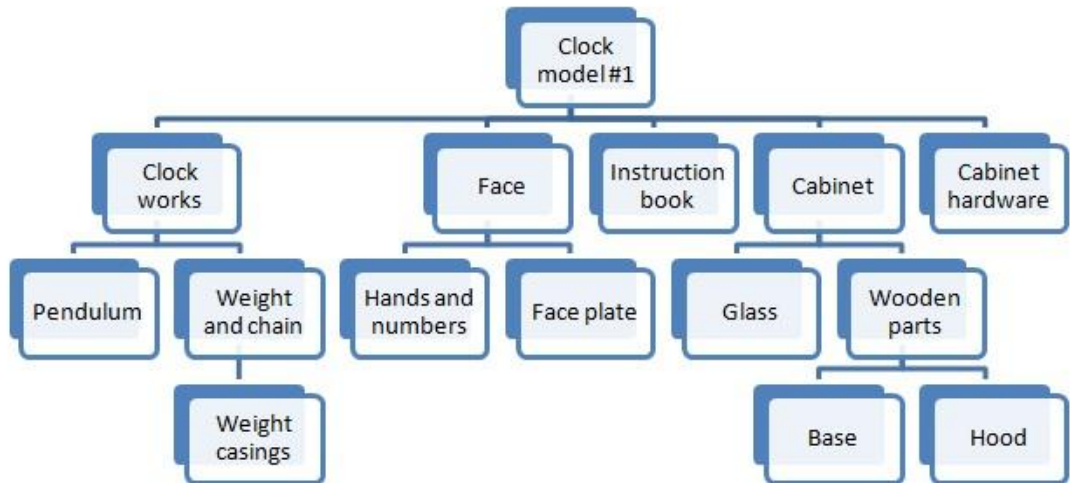 Clock
model #1
Clock
works
Face
Instruction
book
Cabinet
Cabinet
hardware
Pendulum
Weight
and chain
Hands and
numbers
Face plate
Glass
Wooden
parts
Weight
casings
Base
Hood